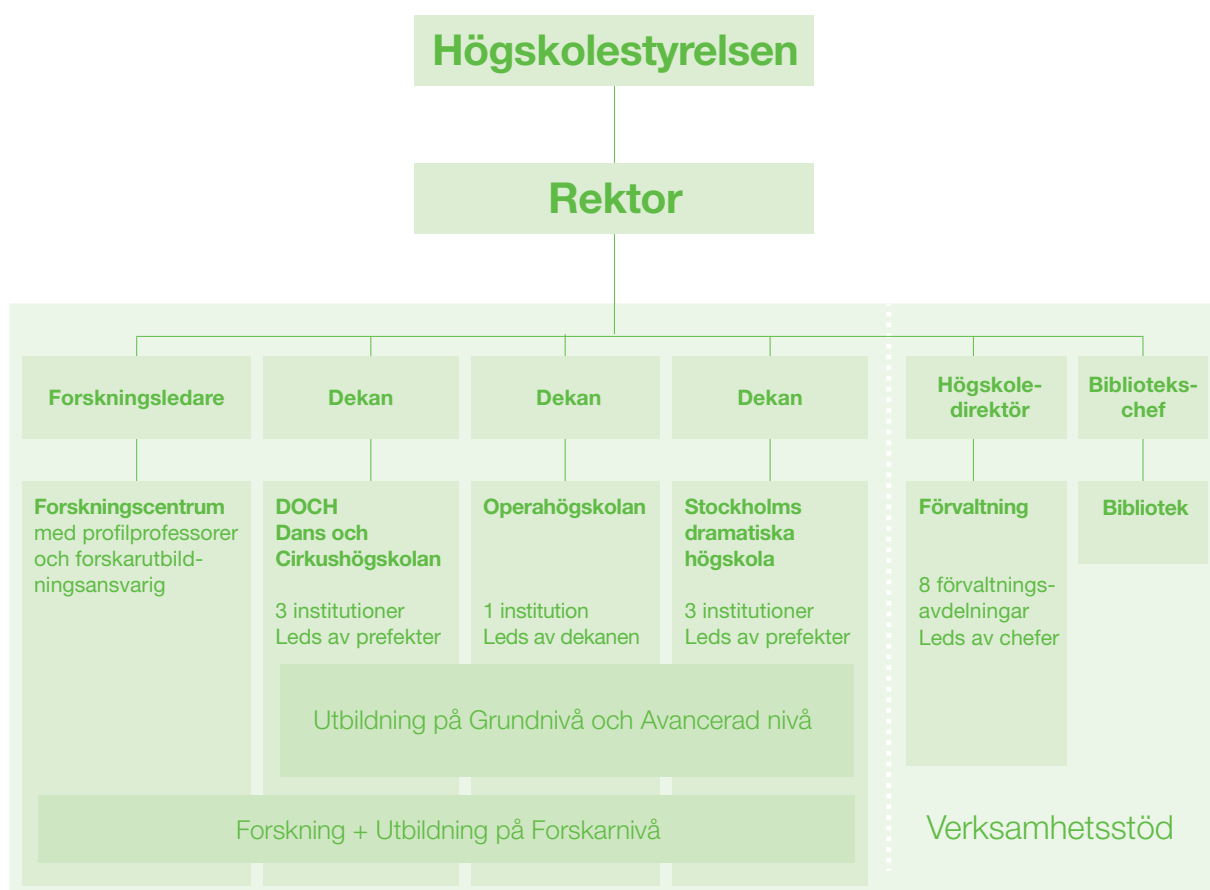 Högskolestyrelsen
Rektor
Forskningsledare
Dekan
Dekan
Dekan
Högskole-
direktör
Biblioteks-
chef
Forskningscentrum
med profilprofessorer
och forskarutbild-
ningsansvarig
DOCH
Dans och
Cirkushögskolan
3 institutioner
Leds av prefekter
Operahögskolan
1 institution
Leds av dekanen
Stockholms
dramatiska
högskola
3 institutioner
Leds av prefekter
Förvaltning
8 förvaltnings-
avdelningar
Leds av chefer
Bibliotek
Utbildning på Grundnivå och Avancerad nivå
Forskning + Utbildning på Forskarnivå
Verksamhetsstöd